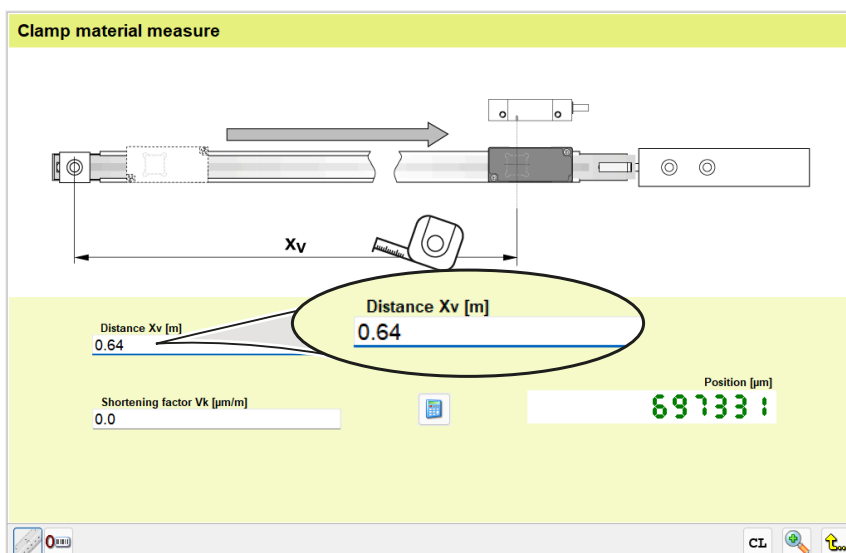 Clamp material measure
XV
Distance Xv [m]
0.64
Distance Xv [m]
0.64
Position [µm]
697331
Shortening factor Vk [µm/m]
0.0
CL